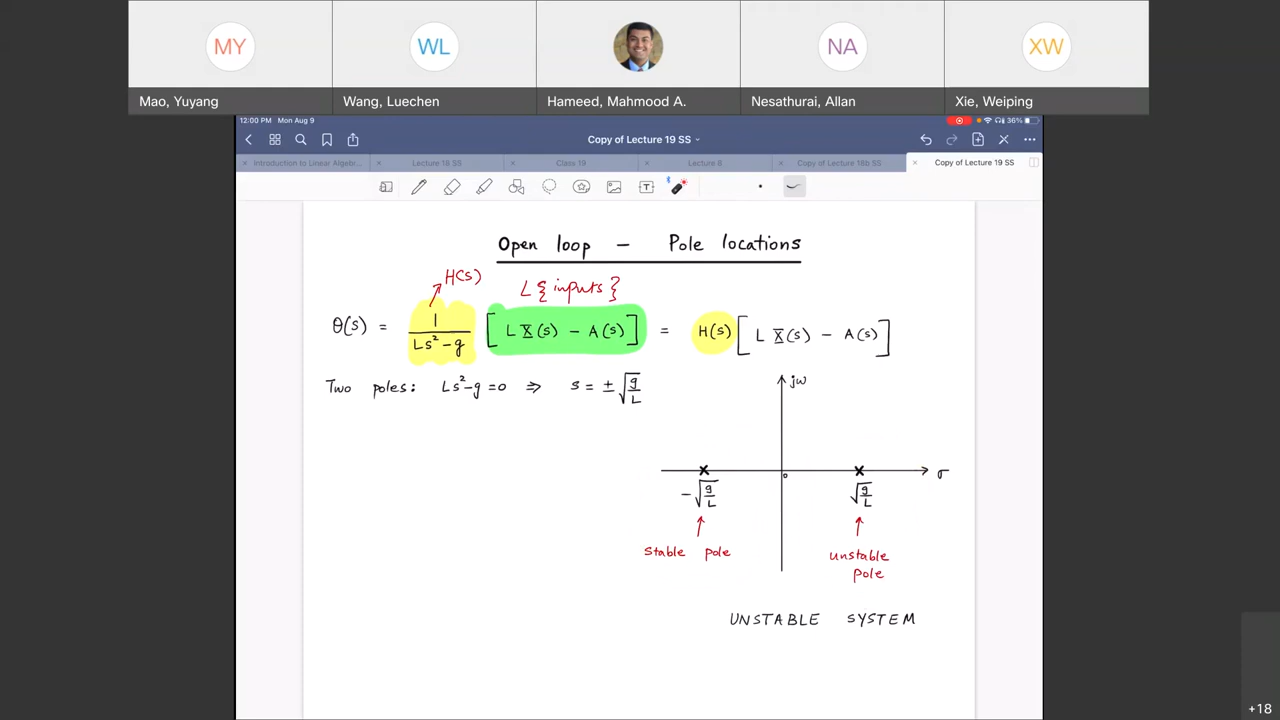 MY
WL
NA
XW
Mao, Yuyang
Wang, Luechen
Hameed, Mahmood A.
Nesathurai, Allan
Xie, Weiping
12:00 PM Mon Aug 9
36%
Copy of Lecture 19 SS
Introduction to Linear Algebr...
Lecture 18 SS
Class 19
Lecture 8
Copy of Lecture 18b SS
Copy of Lecture 19 SS
T
Open loop – Pole locations
H(s)
L{inputs}
θ(s) = 1/(Ls²-g) [L X(s) - A(s)] = H(s) [L X(s) - A(s)]
Two poles: Ls²-g = 0 ⇒ s = ±√(g/L)
jω
σ
0
-√(g/L)
√(g/L)
stable pole
unstable
pole
UNSTABLE SYSTEM
+18